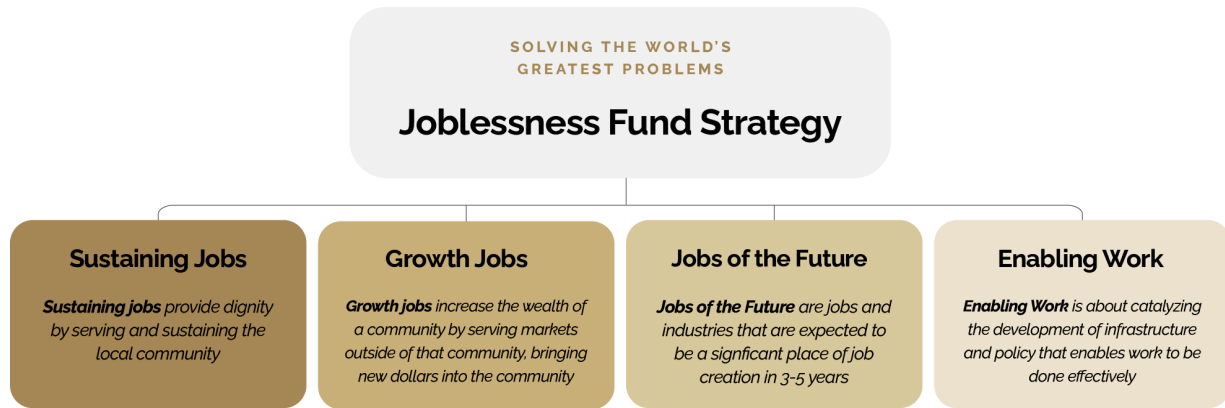 SOLVING THE WORLD'S
GREATEST PROBLEMS
Joblessness Fund Strategy
Sustaining Jobs
Sustaining jobs provide dignity
by serving and sustaining the
local community
Growth Jobs
Growth jobs increase the wealth of
a community by serving markets
outside of that community, bringing
new dollars into the community
Jobs of the Future
Jobs of the Future are jobs and
industries that are expected to
be a signficant place of job
creation in 3-5 years
Enabling Work
Enabling Work is about catalyzing
the development of infrastructure
and policy that enables work to be
done effectively